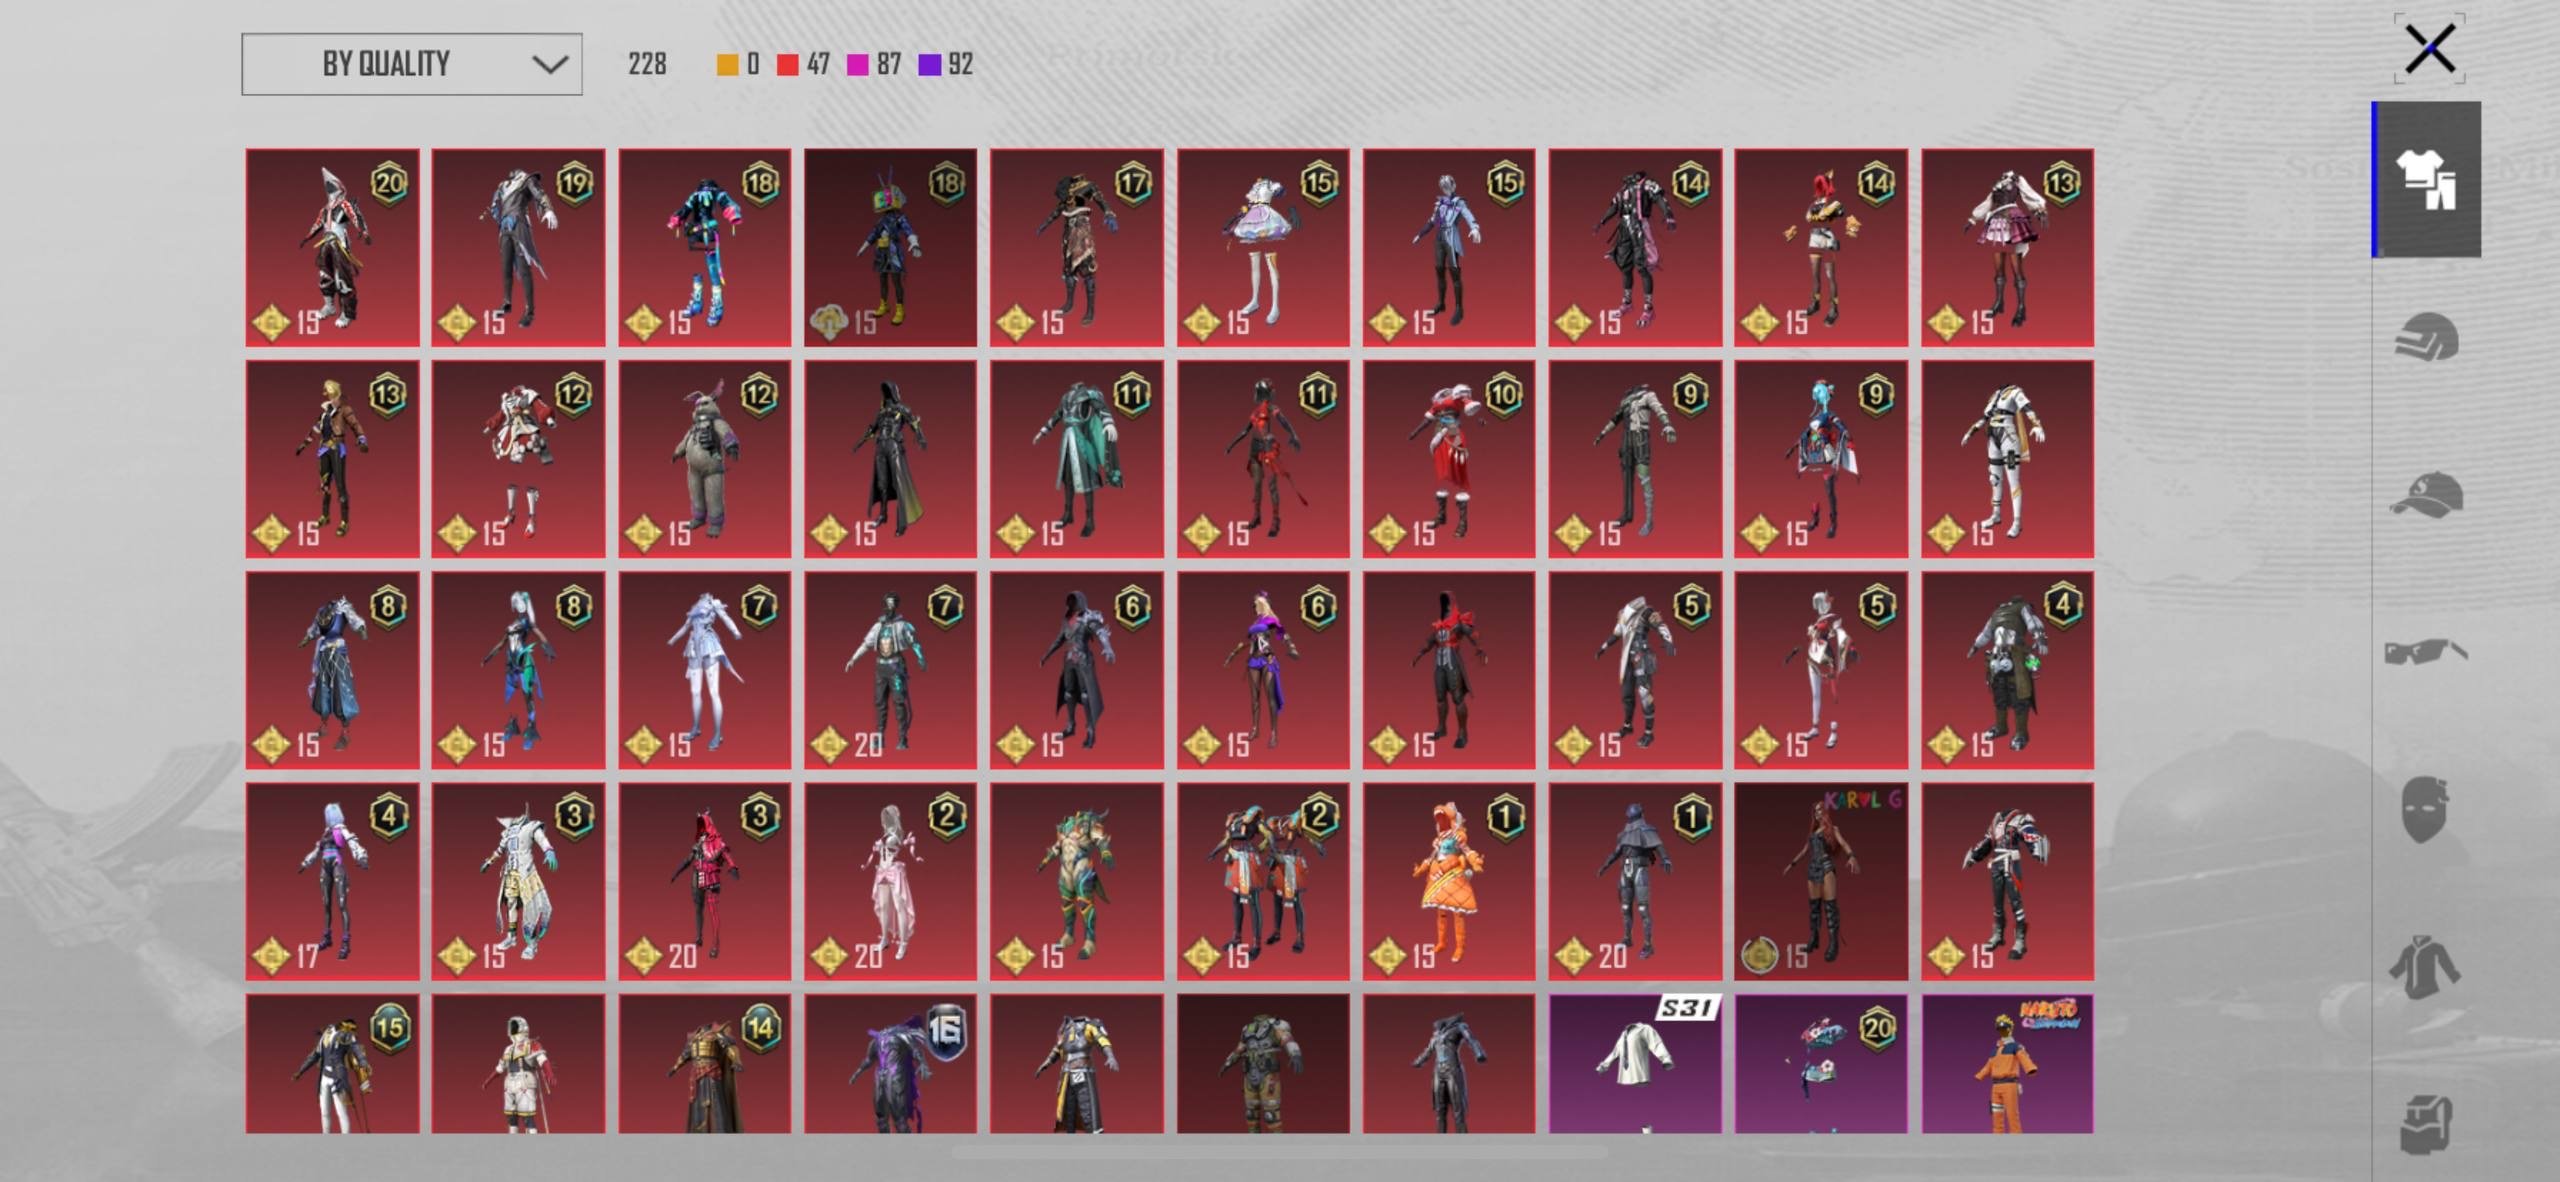 BY QUALITY 228 0 47 87 92
20 19 18 18 17 15 15 14 14 13
15 15 15 15 15 15 15 15 15 15
13 12 12 11 11 10 9 9
15 15 15 15 15 15 15 15 15 15
8 8 7 7 6 6 5 5 4
15 15 15 20 15 15 15 15 15 15
4 3 3 2 2 1 1 KAROL G
17 15 20 20 15 15 15 20 15 15
15 14 16 S31 20 NARUTO